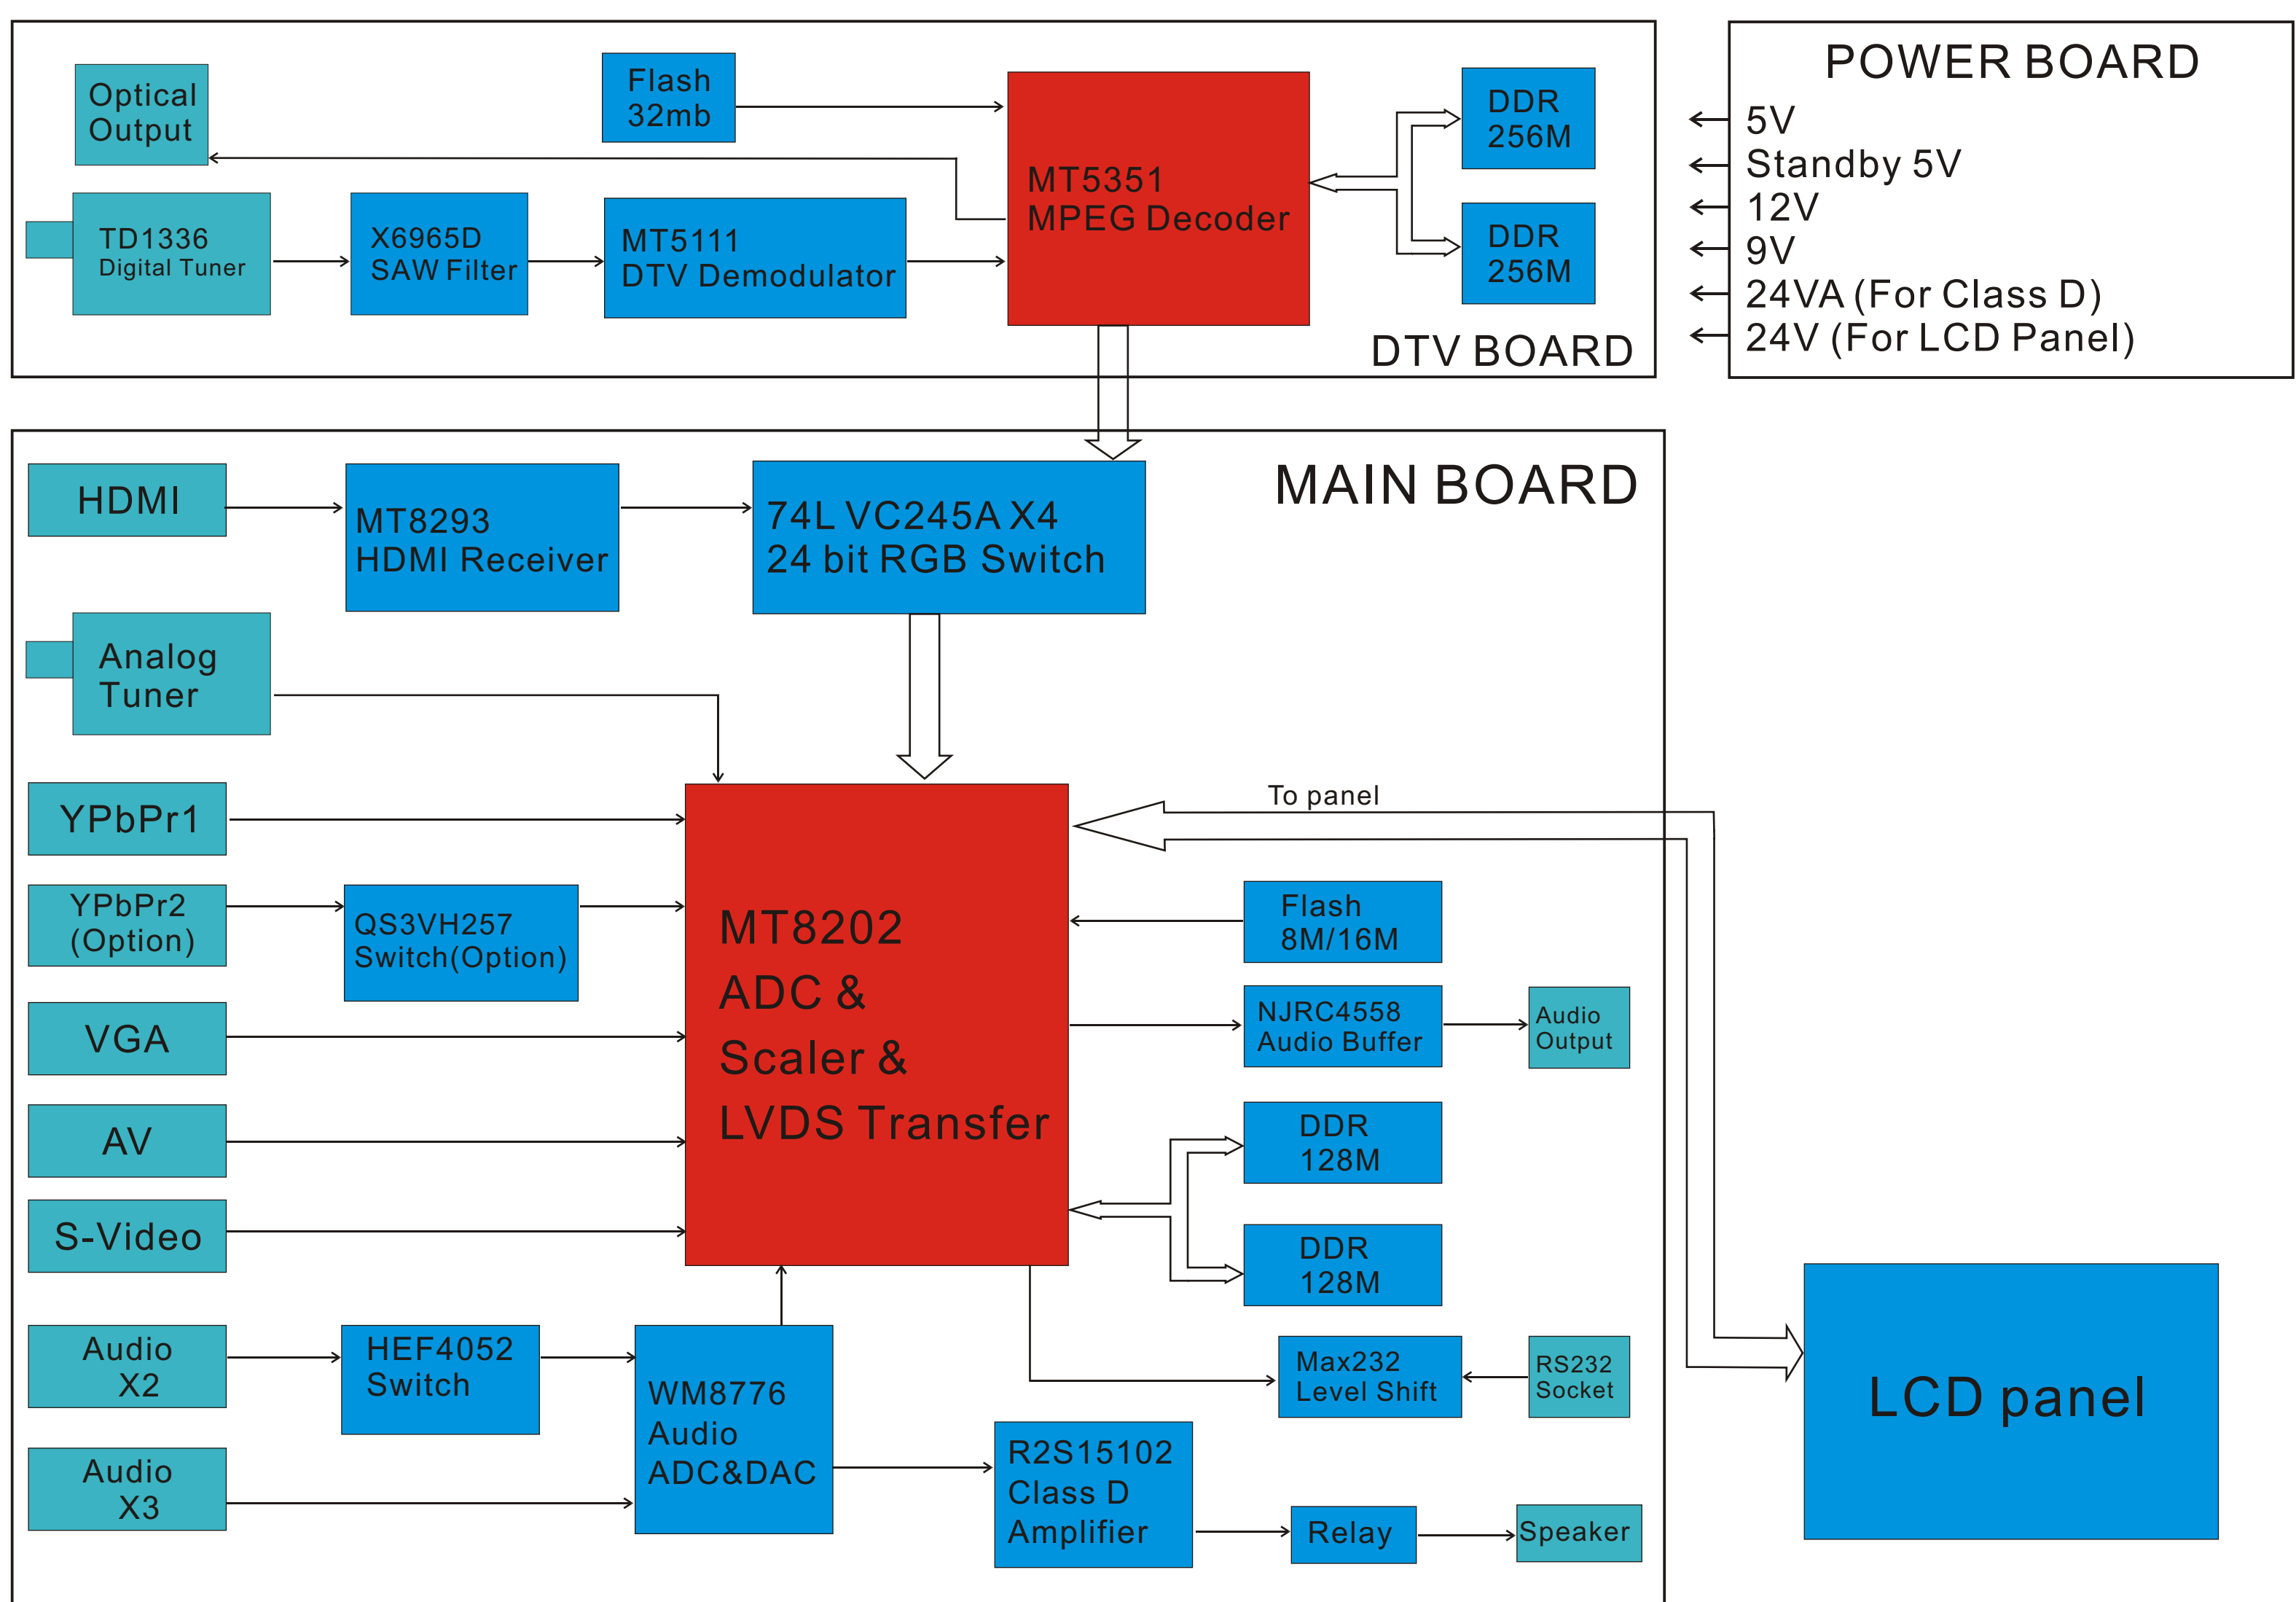 Optical
Output
Flash
32mb
MT5351
MPEG Decoder
DDR
256M
DDR
256M
TD1336
Digital Tuner
X6965D
SAW Filter
MT5111
DTV Demodulator
DTV BOARD
POWER BOARD
5V
Standby 5V
12V
9V
24VA (For Class D)
24V (For LCD Panel)
MAIN BOARD
HDMI
MT8293
HDMI Receiver
74L VC245A X4
24 bit RGB Switch
Analog
Tuner
YPbPr1
To panel
YPbPr2
(Option)
QS3VH257
Switch(Option)
MT8202
ADC &
Scaler &
LVDS Transfer
Flash
8M/16M
NJRC4558
Audio Buffer
Audio
Output
VGA
AV
S-Video
DDR
128M
DDR
128M
Audio
X2
HEF4052
Switch
WM8776
Audio
ADC&DAC
Max232
Level Shift
RS232
Socket
LCD panel
Audio
X3
R2S15102
Class D
Amplifier
Relay
Speaker